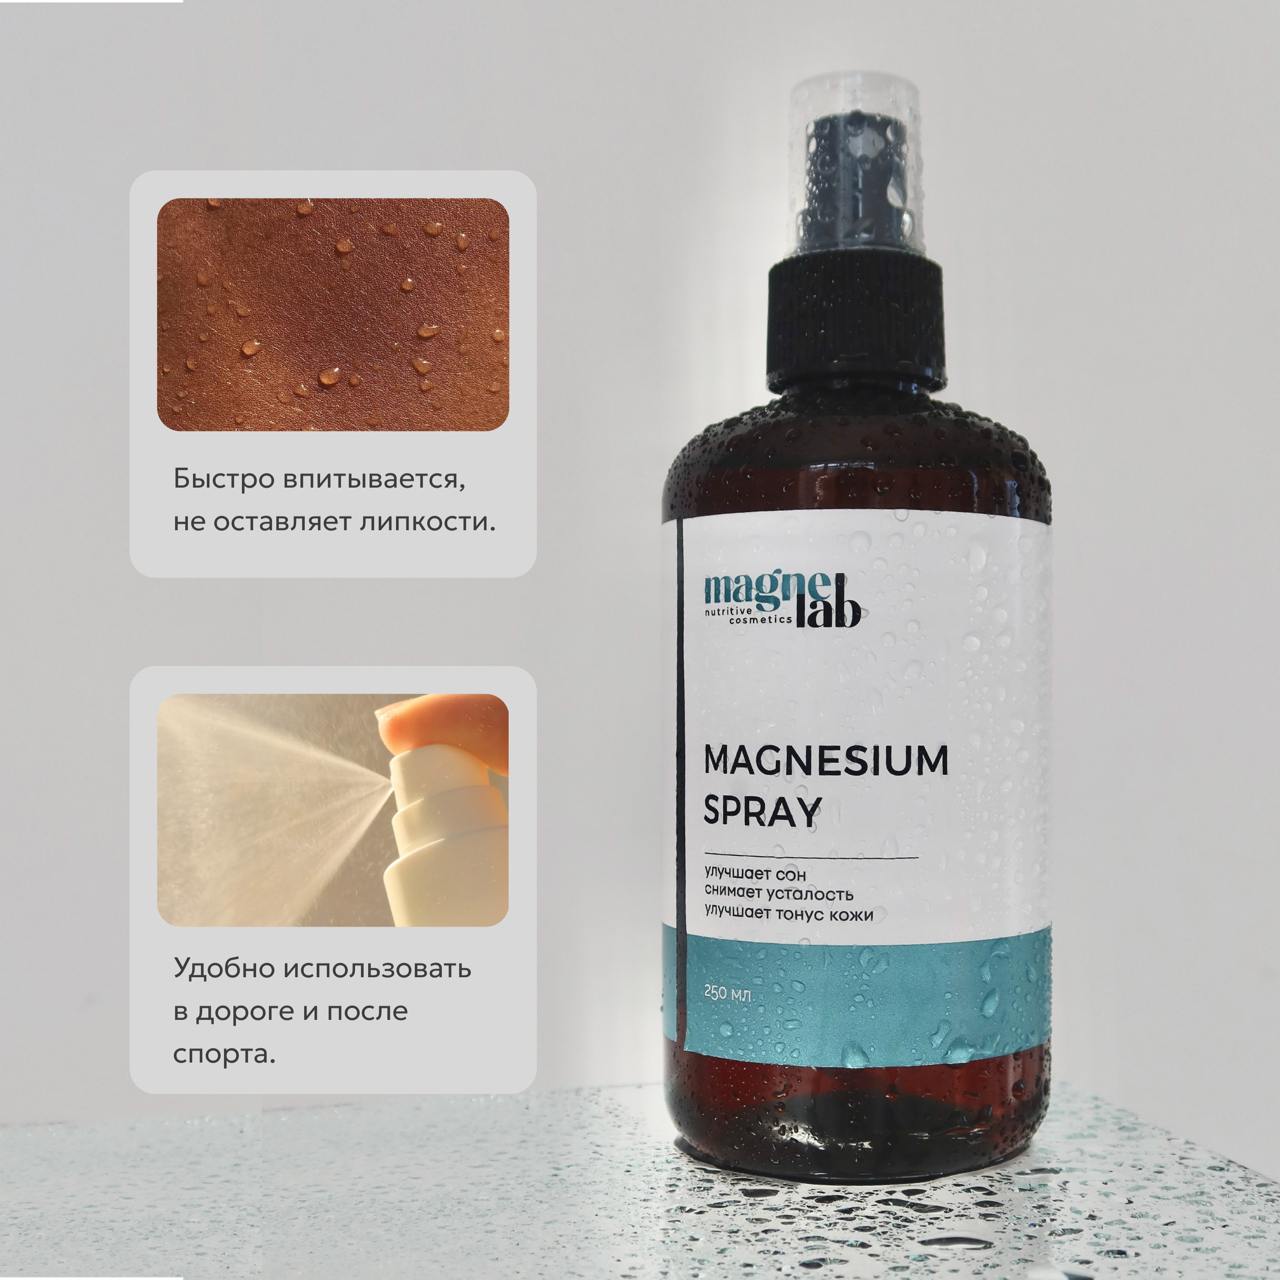 Быстро впитывается,
не оставляет липкости.
Удобно использовать
в дороге и после
спорта.
magne
lab
nutritive
cosmetics
MAGNESIUM
SPRAY
улучшает сон
снимает усталость
улучшает тонус кожи
250 мл